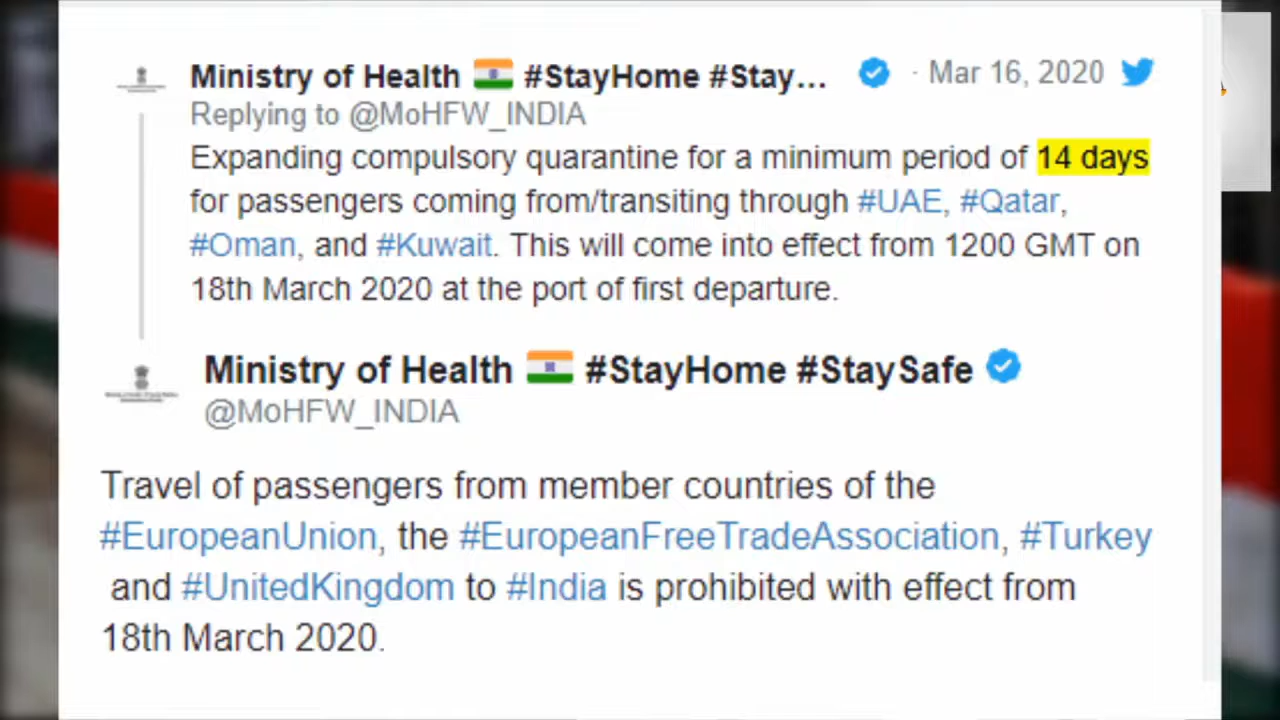 Ministry of Health 🇮🇳 #StayHome #Stay... · Mar 16, 2020
Replying to @MoHFW_INDIA
Expanding compulsory quarantine for a minimum period of 14 days
for passengers coming from/transiting through #UAE, #Qatar,
#Oman, and #Kuwait. This will come into effect from 1200 GMT on
18th March 2020 at the port of first departure.
Ministry of Health 🇮🇳 #StayHome #StaySafe
@MoHFW_INDIA
Travel of passengers from member countries of the
#EuropeanUnion, the #EuropeanFreeTradeAssociation, #Turkey
and #UnitedKingdom to #India is prohibited with effect from
18th March 2020.